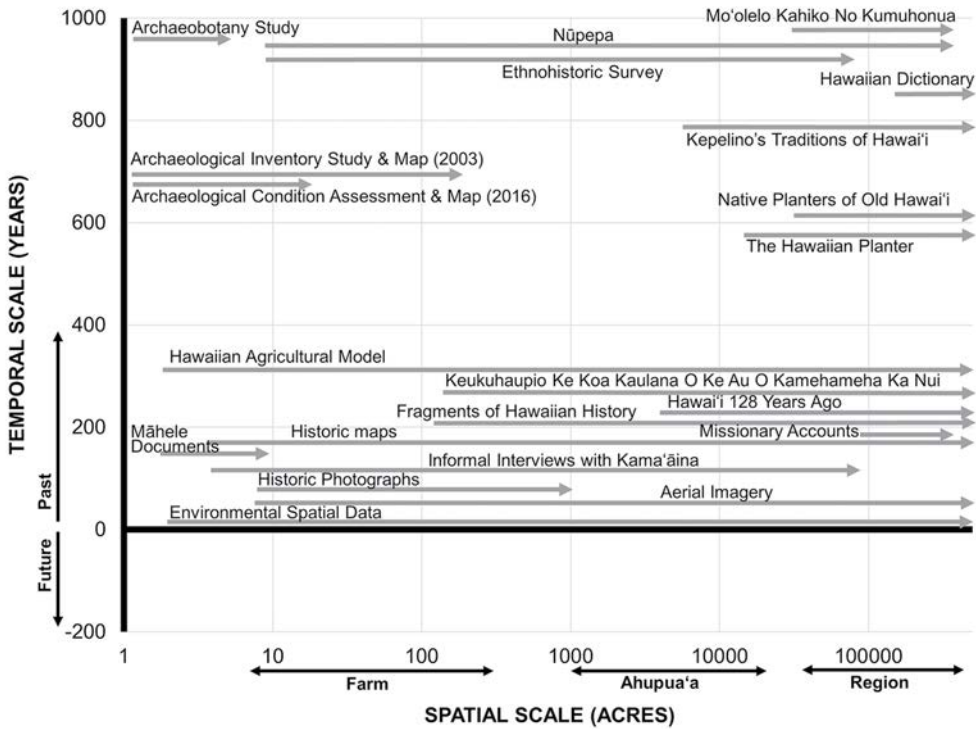 1000
Archaeobotany Study
Moʻolelo Kahiko No Kumuhonua
Nūpepa
Ethnohistoric Survey
Hawaiian Dictionary
800
Kepelino’s Traditions of Hawaiʻi
Archaeological Inventory Study & Map (2003)
Archaeological Condition Assessment & Map (2016)
Native Planters of Old Hawaiʻi
600
The Hawaiian Planter
TEMPORAL SCALE (YEARS)
400
Hawaiian Agricultural Model
Keukuhaupio Ke Koa Kaulana O Ke Au O Kamehameha Ka Nui
Hawaiʻi 128 Years Ago
Fragments of Hawaiian History
200
Māhele
Documents
Historic maps
Missionary Accounts
Informal Interviews with Kamaʻāina
Historic Photographs
Aerial Imagery
Environmental Spatial Data
Past
0
Future
-200
1
10
100
1000
10000
100000
Farm
Ahupuaʻa
Region
SPATIAL SCALE (ACRES)